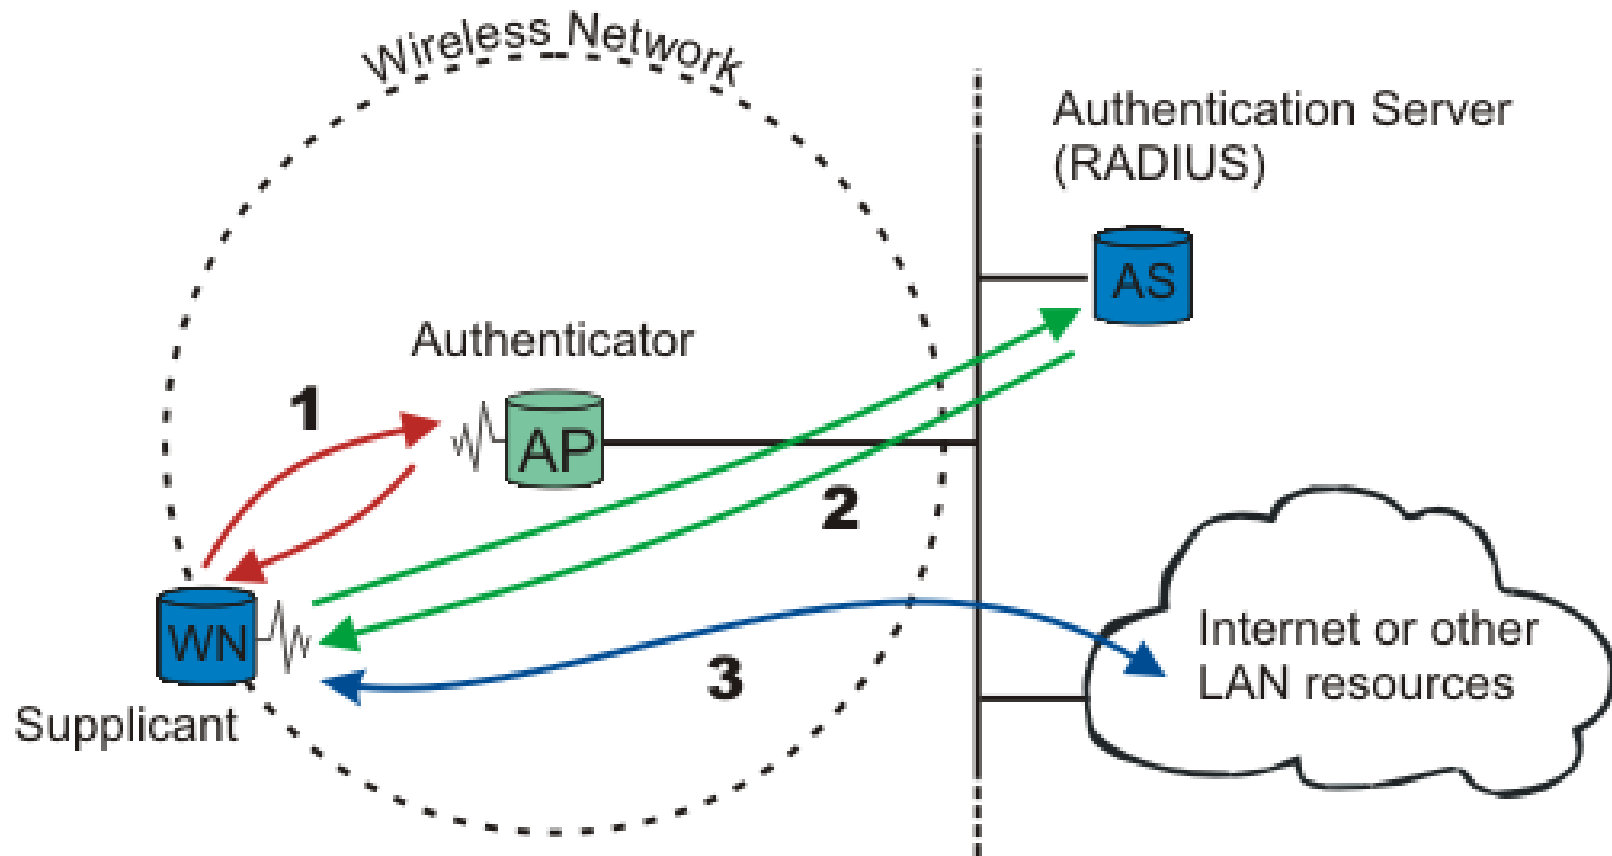 Wireless Network
Authentication Server
(RADIUS)
AS
Authenticator
1
AP
2
WN
Supplicant
3
Internet or other
LAN resources